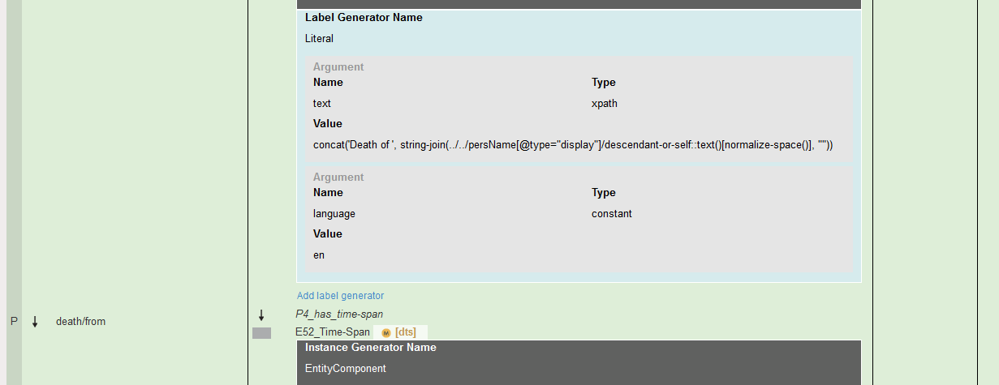 Label Generator Name
Literal
Argument
Name Type
text xpath
Value
concat('Death of ', string-join(../../persName[@type="display"]/descendant-or-self::text()[normalize-space()], ""))
Argument
Name Type
language constant
Value
en
Add label generator
P4_has_time-span
P death/from
E52_Time-Span M [dts]
Instance Generator Name
EntityComponent